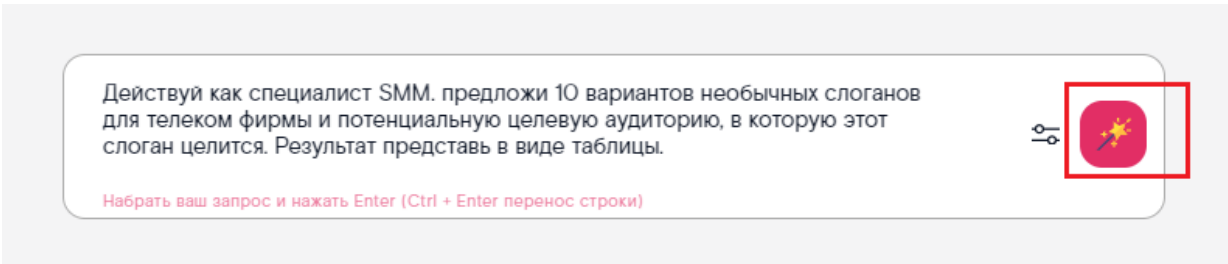 Действуй как специалист SMM. предложи 10 вариантов необычных слоганов
для телеком фирмы и потенциальную целевую аудиторию, в которую этот
слоган целится. Результат представь в виде таблицы.
Набрать ваш запрос и нажать Enter (Ctrl + Enter перенос строки)